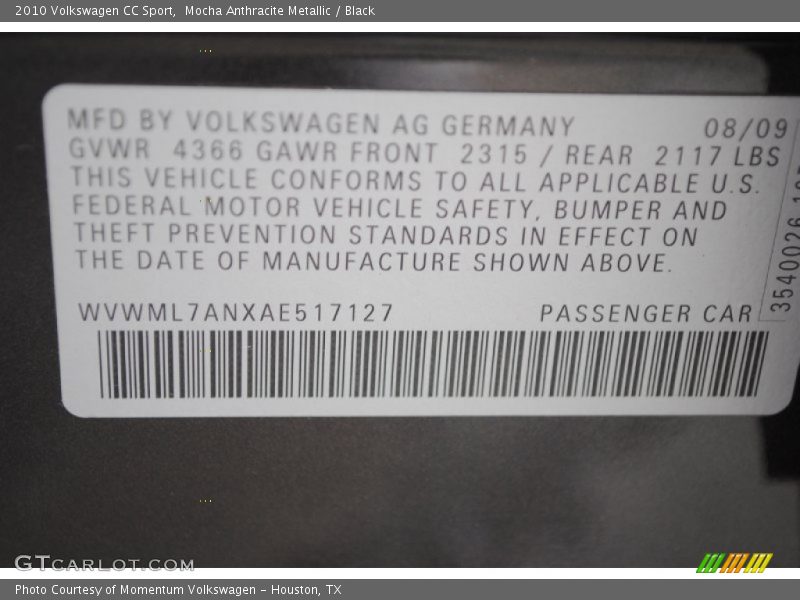 2010 Volkswagen CC Sport,  Mocha Anthracite Metallic / Black
MFD BY VOLKSWAGEN AG GERMANY 08/09
GVWR 4366 GAWR FRONT 2315 / REAR 2117 LBS
THIS VEHICLE CONFORMS TO ALL APPLICABLE U.S.
FEDERAL MOTOR VEHICLE SAFETY, BUMPER AND
THEFT PREVENTION STANDARDS IN EFFECT ON
THE DATE OF MANUFACTURE SHOWN ABOVE.
WVWML7ANXAE517127 PASSENGER CAR
3540026
GTCARLOT.COM
Photo Courtesy of Momentum Volkswagen - Houston, TX